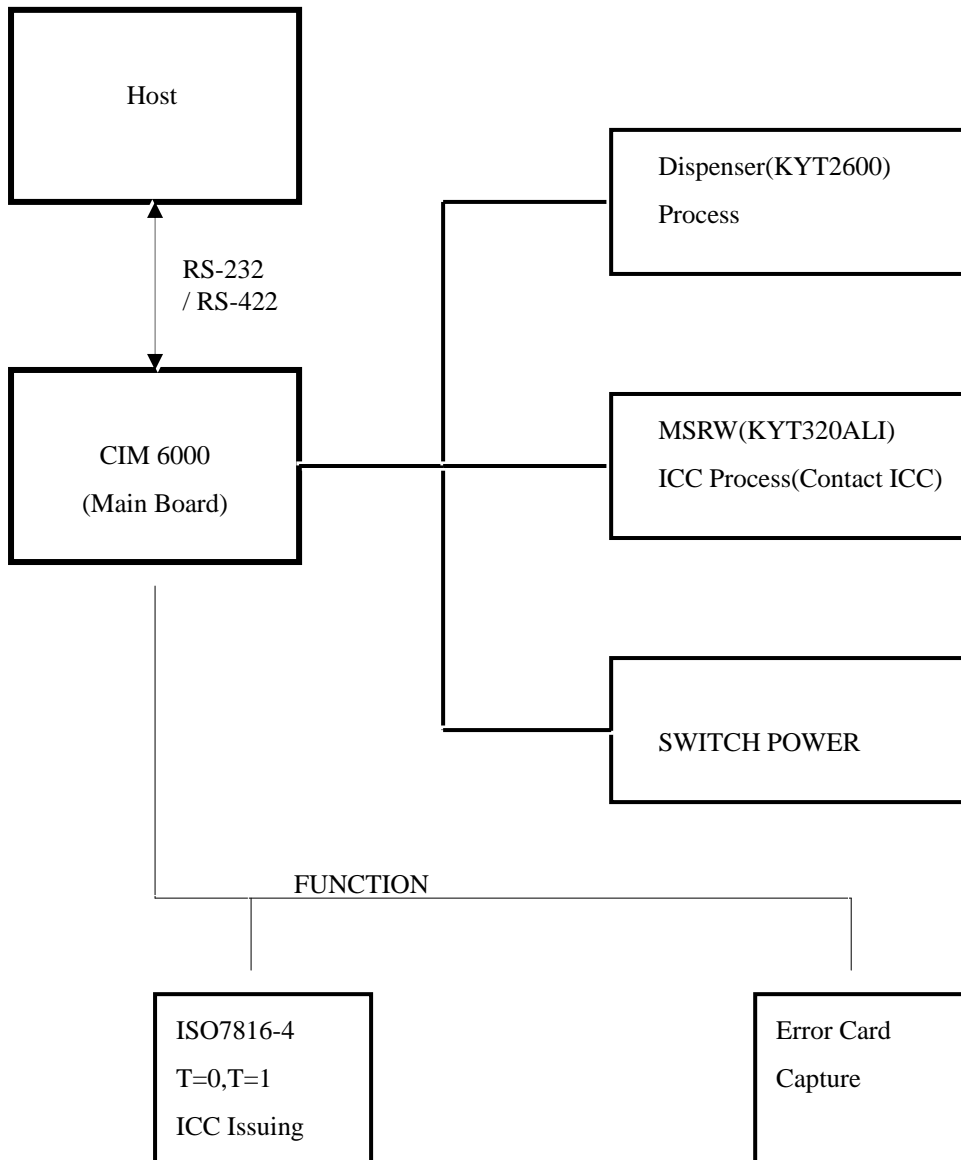 Host
Dispenser(KYT2600)
Process
RS-232
/ RS-422
CIM 6000
(Main Board)
MSRW(KYT320ALI)
ICC Process(Contact ICC)
SWITCH POWER
FUNCTION
ISO7816-4
T=0,T=1
ICC Issuing
Error Card
Capture